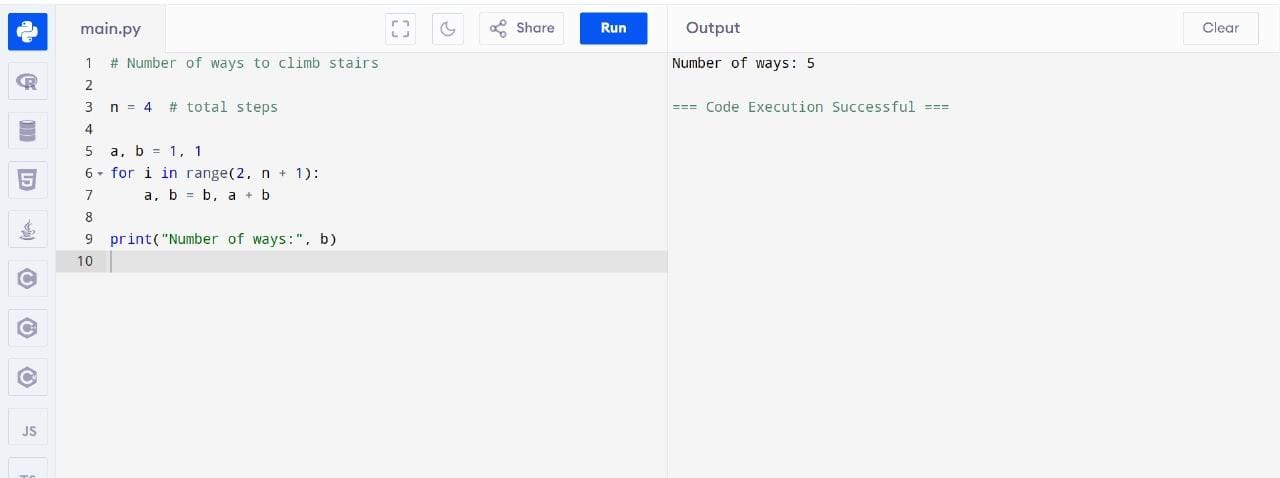 main.py
Share
Run
Output
Clear
1 # Number of ways to climb stairs
2
3 n = 4  # total steps
4
5 a, b = 1, 1
6 for i in range(2, n + 1):
7     a, b = b, a + b
8
9 print("Number of ways:", b)
10
Number of ways: 5
=== Code Execution Successful ===
JS